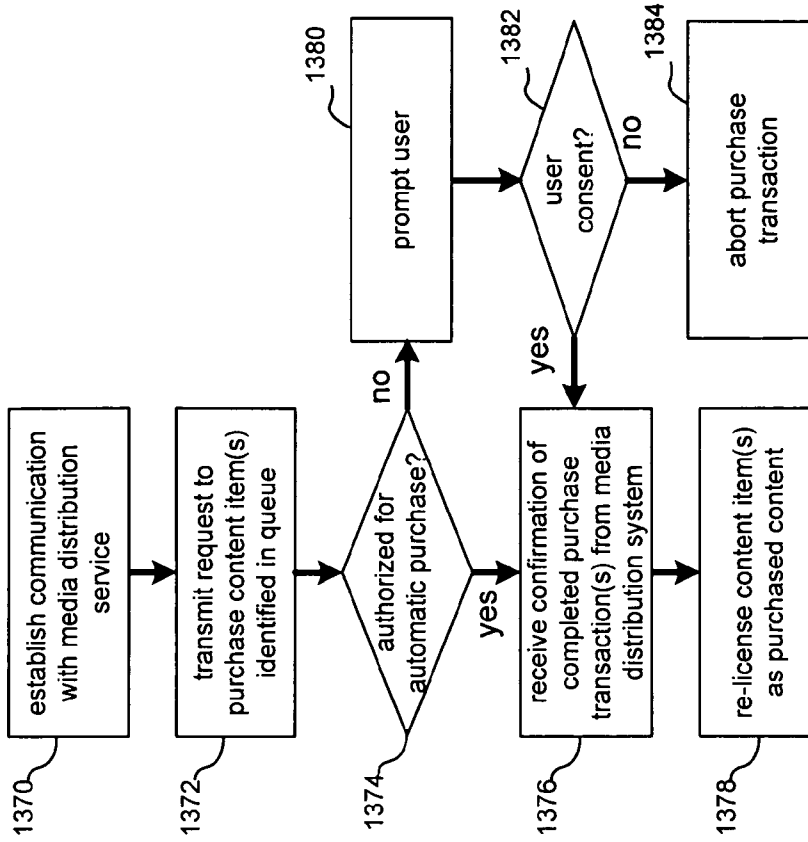 1370
establish communication
with media distribution
service
1372
transmit request to
purchase content item(s)
identified in queue
1374
authorized for
automatic purchase?
no
yes
1380
prompt user
1382
user
consent?
yes
no
1384
abort purchase
transaction
1376
receive confirmation of
completed purchase
transaction(s) from media
distribution system
1378
re-license content item(s)
as purchased content